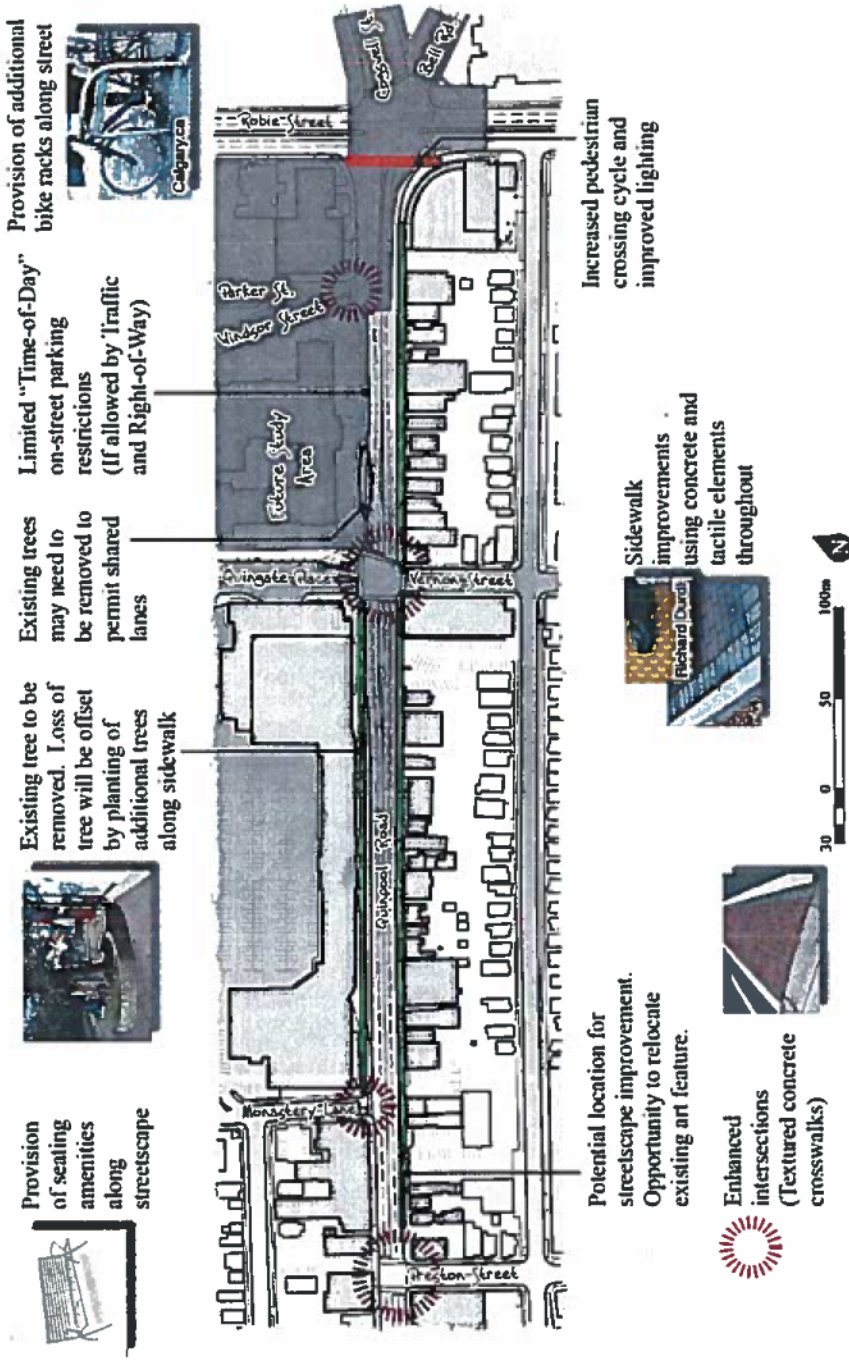 Provision
of seating
amenities
along
streetscape
Existing tree to be
removed. Loss of
tree will be offset
by planting of
additional trees
along sidewalk
Existing trees
may need to
be removed to
permit shared
lanes
Limited "Time-of-Day"
on-street parking
restrictions
(If allowed by Traffic
and Right-of-Way)
Provision of additional
bike racks along street
Calgary.ca
Monastery Lane
Quingate Place
Future Study
Area
Windsor Street
Parker St.
Robie Street
Cogswell St.
Bell Rd.
Quinpool Road
Preston Street
Vernon Street
Potential location for
streetscape improvement.
Opportunity to relocate
existing art feature.
Increased pedestrian
crossing cycle and
improved lighting
Enhanced
intersections
(Textured concrete
crosswalks)
Richard Durdl
Sidewalk
improvements
using concrete and
tactile elements
throughout
30 0 50 100m
N